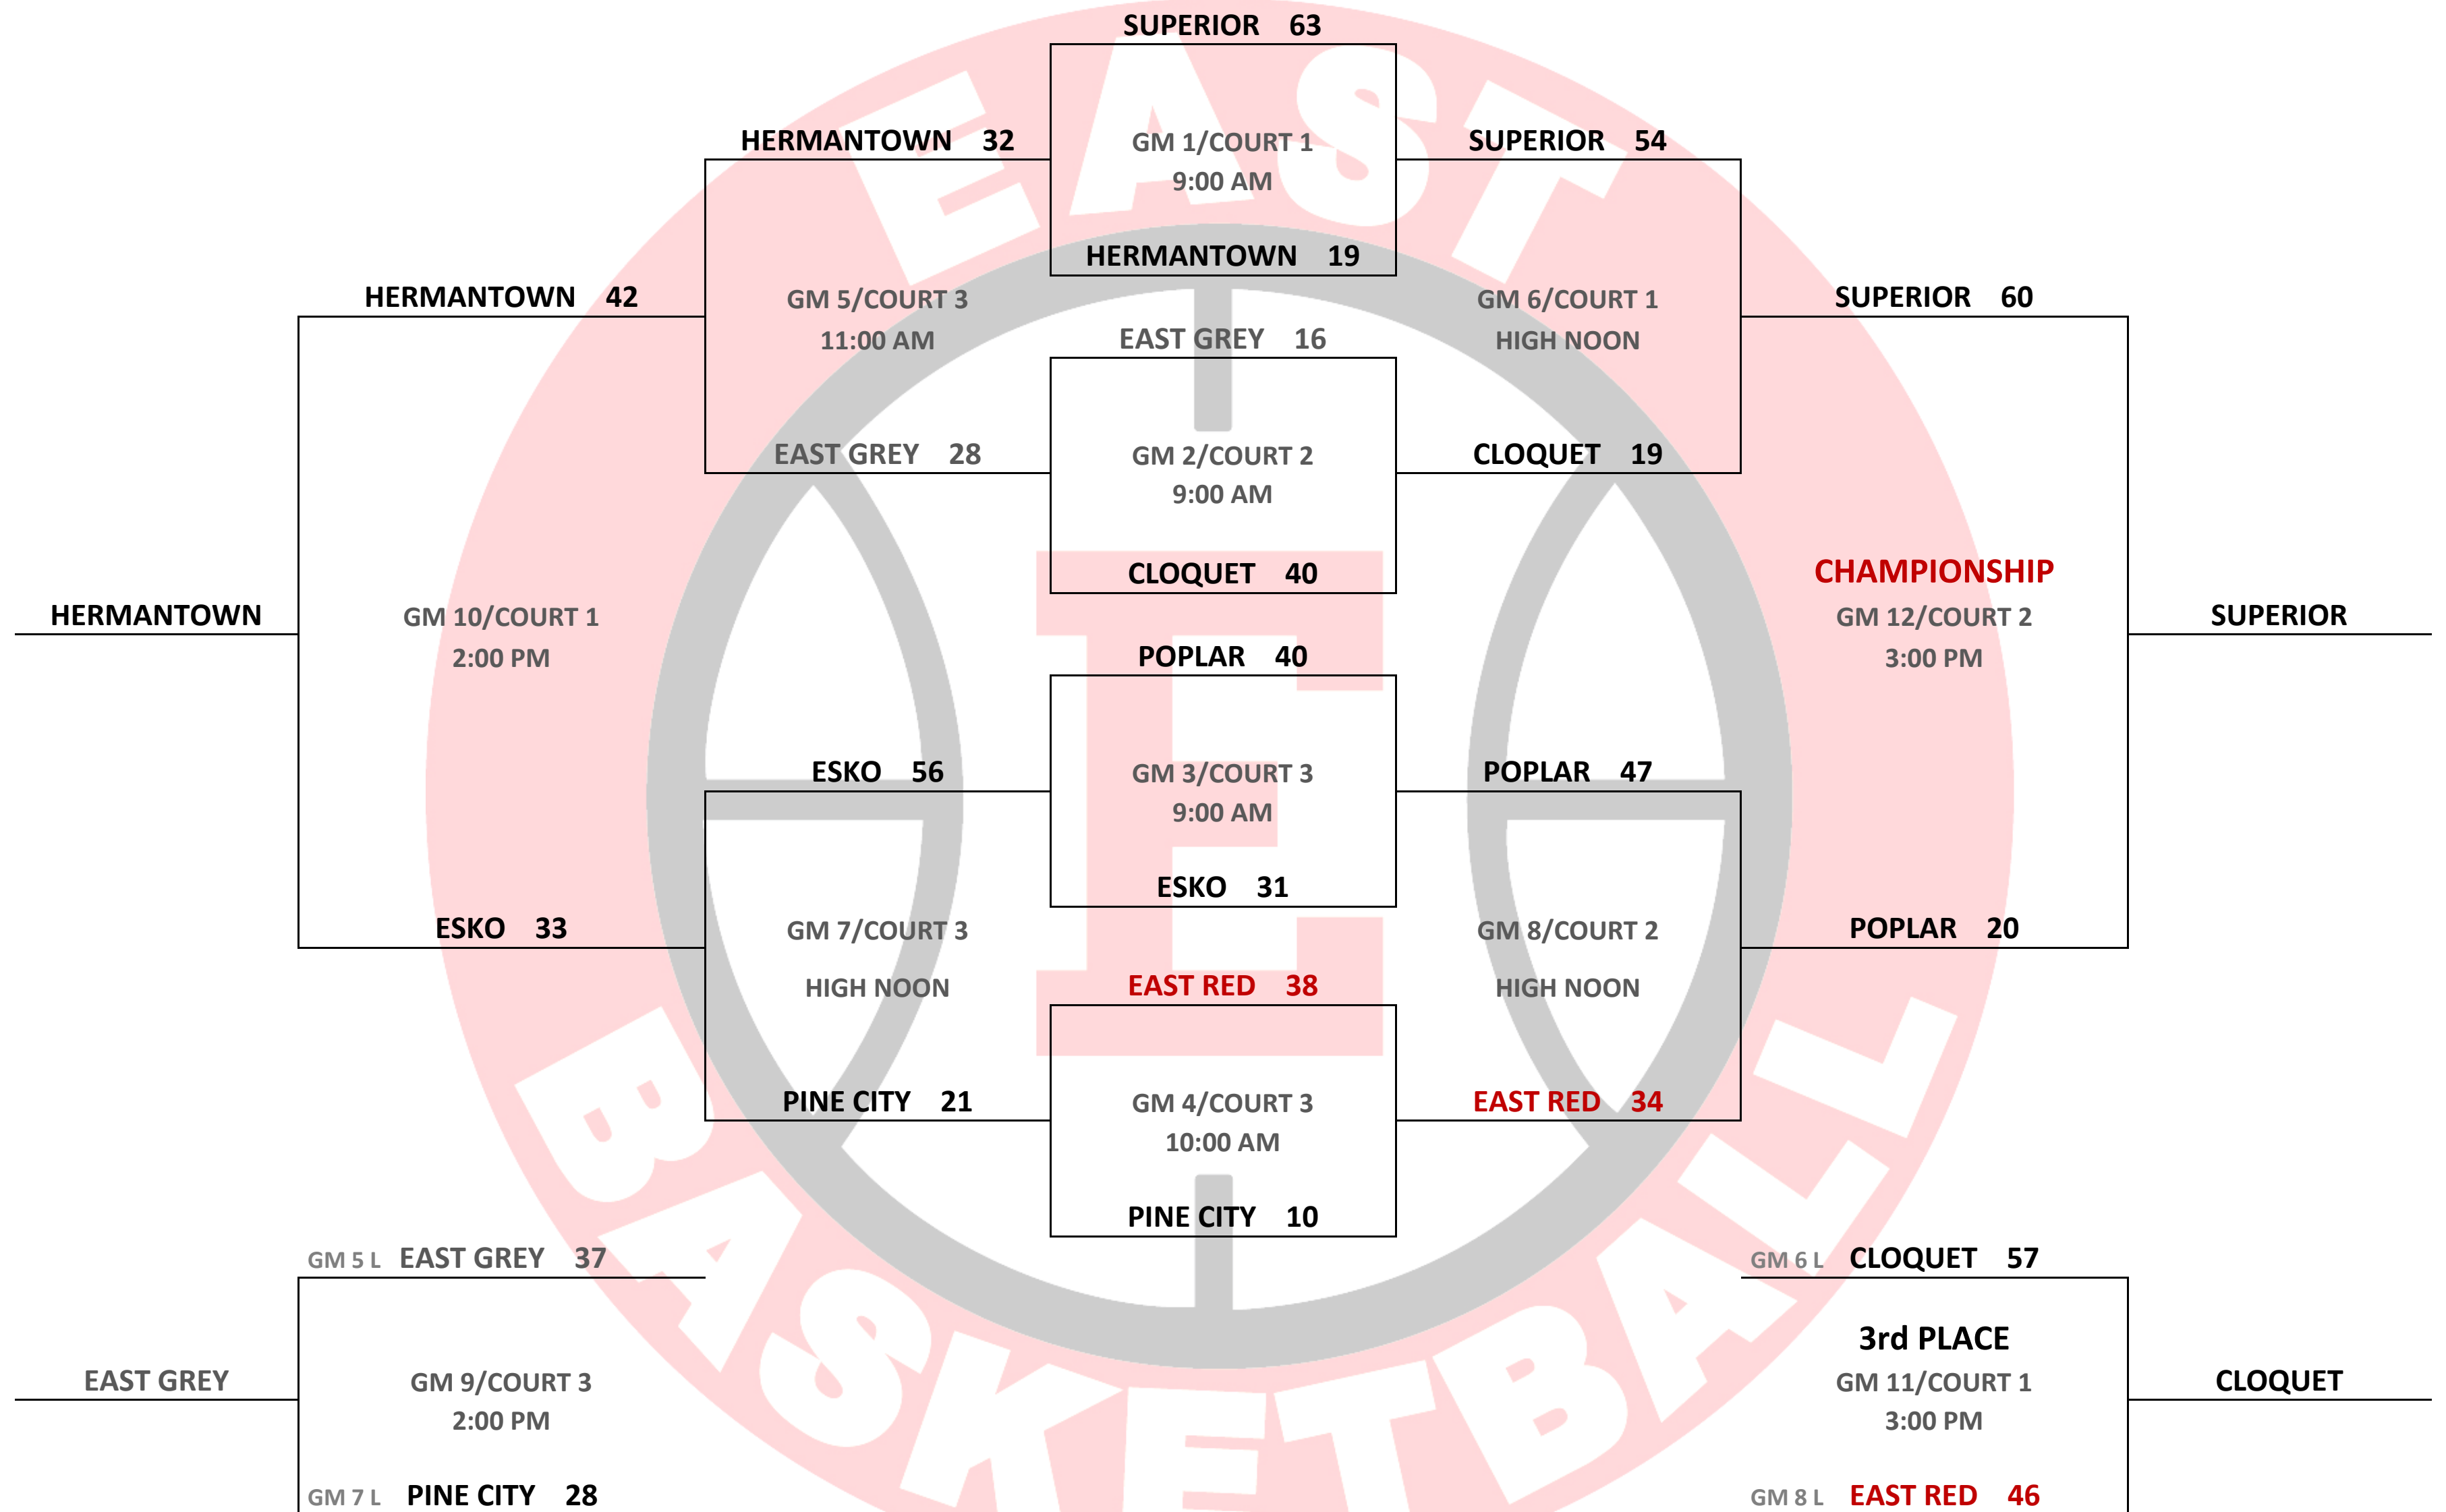 SUPERIOR 63
HERMANTOWN 32
GM 1/COURT 1
9:00 AM
SUPERIOR 54
HERMANTOWN 19
HERMANTOWN 42
GM 5/COURT 3
11:00 AM
GM 6/COURT 1
HIGH NOON
SUPERIOR 60
EAST GREY 16
EAST GREY 28
GM 2/COURT 2
9:00 AM
CLOQUET 19
CLOQUET 40
CHAMPIONSHIP
HERMANTOWN
GM 10/COURT 1
2:00 PM
GM 12/COURT 2
3:00 PM
SUPERIOR
POPLAR 40
ESKO 56
GM 3/COURT 3
9:00 AM
POPLAR 47
ESKO 31
ESKO 33
GM 7/COURT 3
HIGH NOON
GM 8/COURT 2
HIGH NOON
POPLAR 20
EAST RED 38
PINE CITY 21
GM 4/COURT 3
10:00 AM
EAST RED 34
PINE CITY 10
GM 5 L EAST GREY 37
GM 6 L CLOQUET 57
3rd PLACE
EAST GREY
GM 9/COURT 3
2:00 PM
GM 11/COURT 1
3:00 PM
CLOQUET
GM 7 L PINE CITY 28
GM 8 L EAST RED 46
EAST
E
BASKETBALL